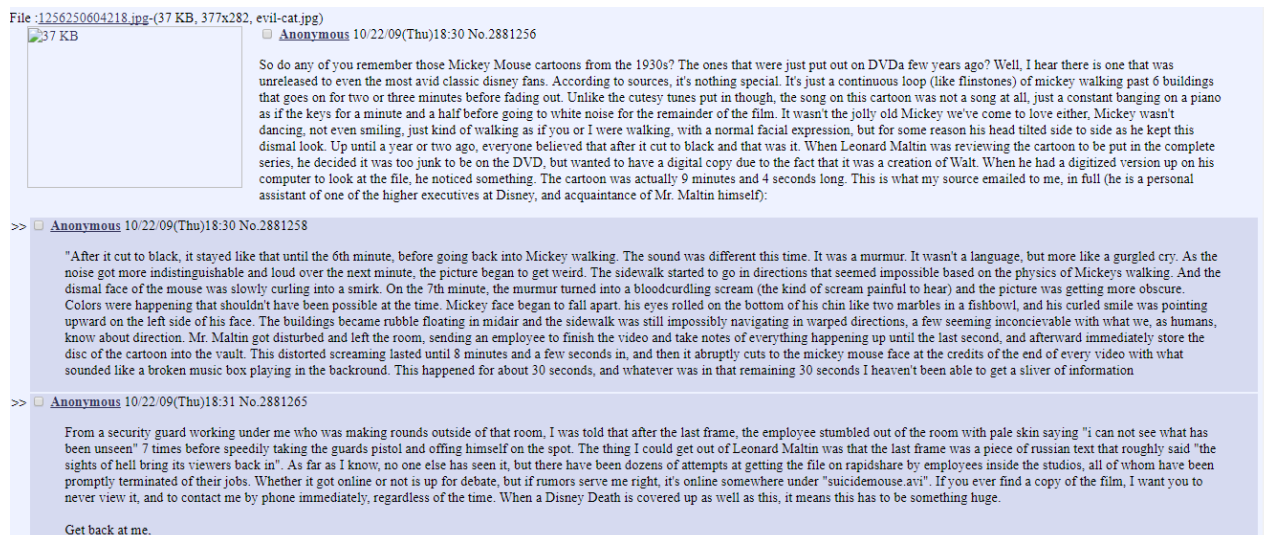 File :1256250604218.jpg-(37 KB, 377x282, evil-cat.jpg)
37 KB
Anonymous 10/22/09(Thu)18:30 No.2881256
So do any of you remember those Mickey Mouse cartoons from the 1930s? The ones that were just put out on DVDa few years ago? Well, I hear there is one that was
unreleased to even the most avid classic disney fans. According to sources, it's nothing special. It's just a continuous loop (like flinstones) of mickey walking past 6 buildings
that goes on for two or three minutes before fading out. Unlike the cutesy tunes put in though, the song on this cartoon was not a song at all, just a constant banging on a piano
as if the keys for a minute and a half before going to white noise for the remainder of the film. It wasn't the jolly old Mickey we've come to love either, Mickey wasn't
dancing, not even smiling, just kind of walking as if you or I were walking, with a normal facial expression, but for some reason his head tilted side to side as he kept this
dismal look. Up until a year or two ago, everyone believed that after it cut to black and that was it. When Leonard Maltin was reviewing the cartoon to be put in the complete
series, he decided it was too junk to be on the DVD, but wanted to have a digital copy due to the fact that it was a creation of Walt. When he had a digitized version up on his
computer to look at the file, he noticed something. The cartoon was actually 9 minutes and 4 seconds long. This is what my source emailed to me, in full (he is a personal
assistant of one of the higher executives at Disney, and acquaintance of Mr. Maltin himself):
>> Anonymous 10/22/09(Thu)18:30 No.2881258
"After it cut to black, it stayed like that until the 6th minute, before going back into Mickey walking. The sound was different this time. It was a murmur. It wasn't a language, but more like a gurgled cry. As the
noise got more indistinguishable and loud over the next minute, the picture began to get weird. The sidewalk started to go in directions that seemed impossible based on the physics of Mickeys walking. And the
dismal face of the mouse was slowly curling into a smirk. On the 7th minute, the murmur turned into a bloodcurdling scream (the kind of scream painful to hear) and the picture was getting more obscure.
Colors were happening that shouldn't have been possible at the time. Mickey face began to fall apart. his eyes rolled on the bottom of his chin like two marbles in a fishbowl, and his curled smile was pointing
upward on the left side of his face. The buildings became rubble floating in midair and the sidewalk was still impossibly navigating in warped directions, a few seeming inconcievable with what we, as humans,
know about direction. Mr. Maltin got disturbed and left the room, sending an employee to finish the video and take notes of everything happening up until the last second, and afterward immediately store the
disc of the cartoon into the vault. This distorted screaming lasted until 8 minutes and a few seconds in, and then it abruptly cuts to the mickey mouse face at the credits of the end of every video with what
sounded like a broken music box playing in the backround. This happened for about 30 seconds, and whatever was in that remaining 30 seconds I heaven't been able to get a sliver of information
>> Anonymous 10/22/09(Thu)18:31 No.2881265
From a security guard working under me who was making rounds outside of that room, I was told that after the last frame, the employee stumbled out of the room with pale skin saying "i can not see what has
been unseen" 7 times before speedily taking the guards pistol and offing himself on the spot. The thing I could get out of Leonard Maltin was that the last frame was a piece of russian text that roughly said "the
sights of hell bring its viewers back in". As far as I know, no one else has seen it, but there have been dozens of attempts at getting the file on rapidshare by employees inside the studios, all of whom have been
promptly terminated of their jobs. Whether it got online or not is up for debate, but if rumors serve me right, it's online somewhere under "suicidemouse.avi". If you ever find a copy of the film, I want you to
never view it, and to contact me by phone immediately, regardless of the time. When a Disney Death is covered up as well as this, it means this has to be something huge.
Get back at me.